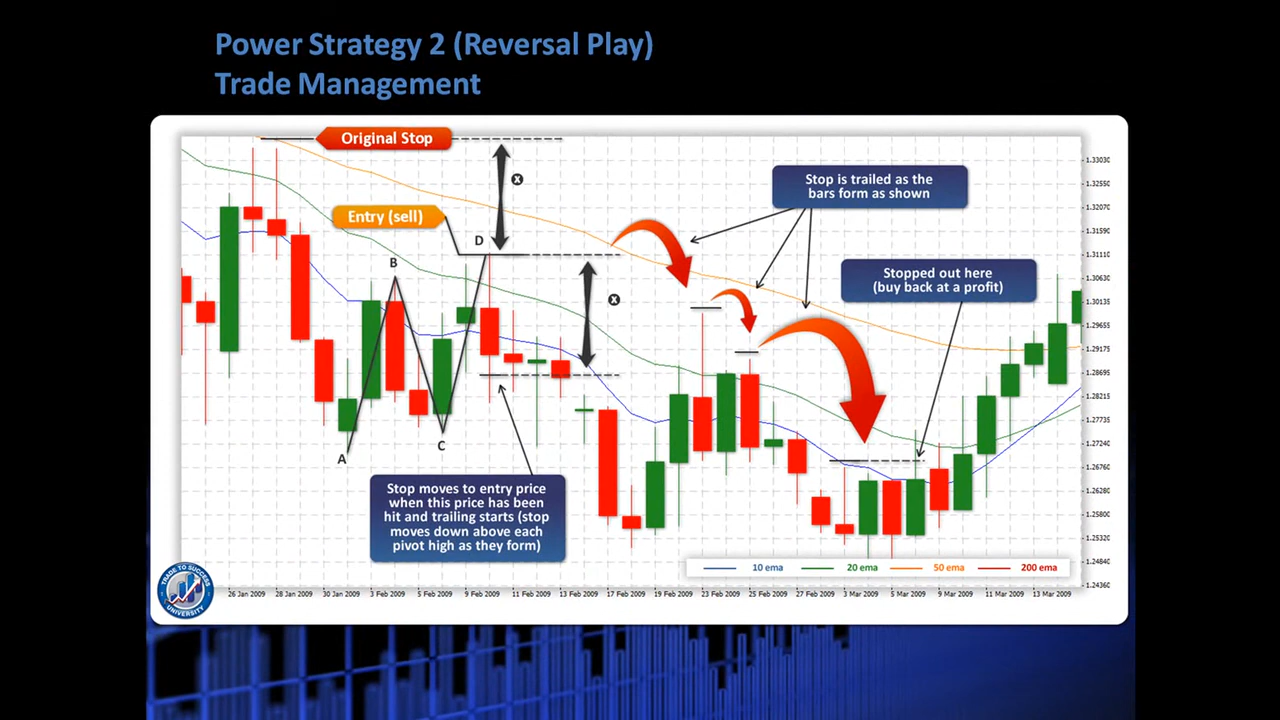 Power Strategy 2 (Reversal Play)
Trade Management
Original Stop
x
Entry (sell)
D
B
x
A
C
Stop is trailed as the
bars form as shown
Stopped out here
(buy back at a profit)
Stop moves to entry price
when this price has been
hit and trailing starts (stop
moves down above each
pivot high as they form)
1.33030
1.32550
1.32070
1.31590
1.31110
1.30630
1.30135
1.29655
1.29175
1.28695
1.28215
1.27735
1.27240
1.26760
1.26280
1.25800
1.25320
1.24840
1.24360
10 ema
20 ema
50 ema
200 ema
26 Jan 2009
28 Jan 2009
30 Jan 2009
3 Feb 2009
5 Feb 2009
9 Feb 2009
11 Feb 2009
13 Feb 2009
17 Feb 2009
19 Feb 2009
23 Feb 2009
25 Feb 2009
27 Feb 2009
3 Mar 2009
5 Mar 2009
9 Mar 2009
11 Mar 2009
13 Mar 2009
TRADE TO SUCCESS
UNIVERSITY